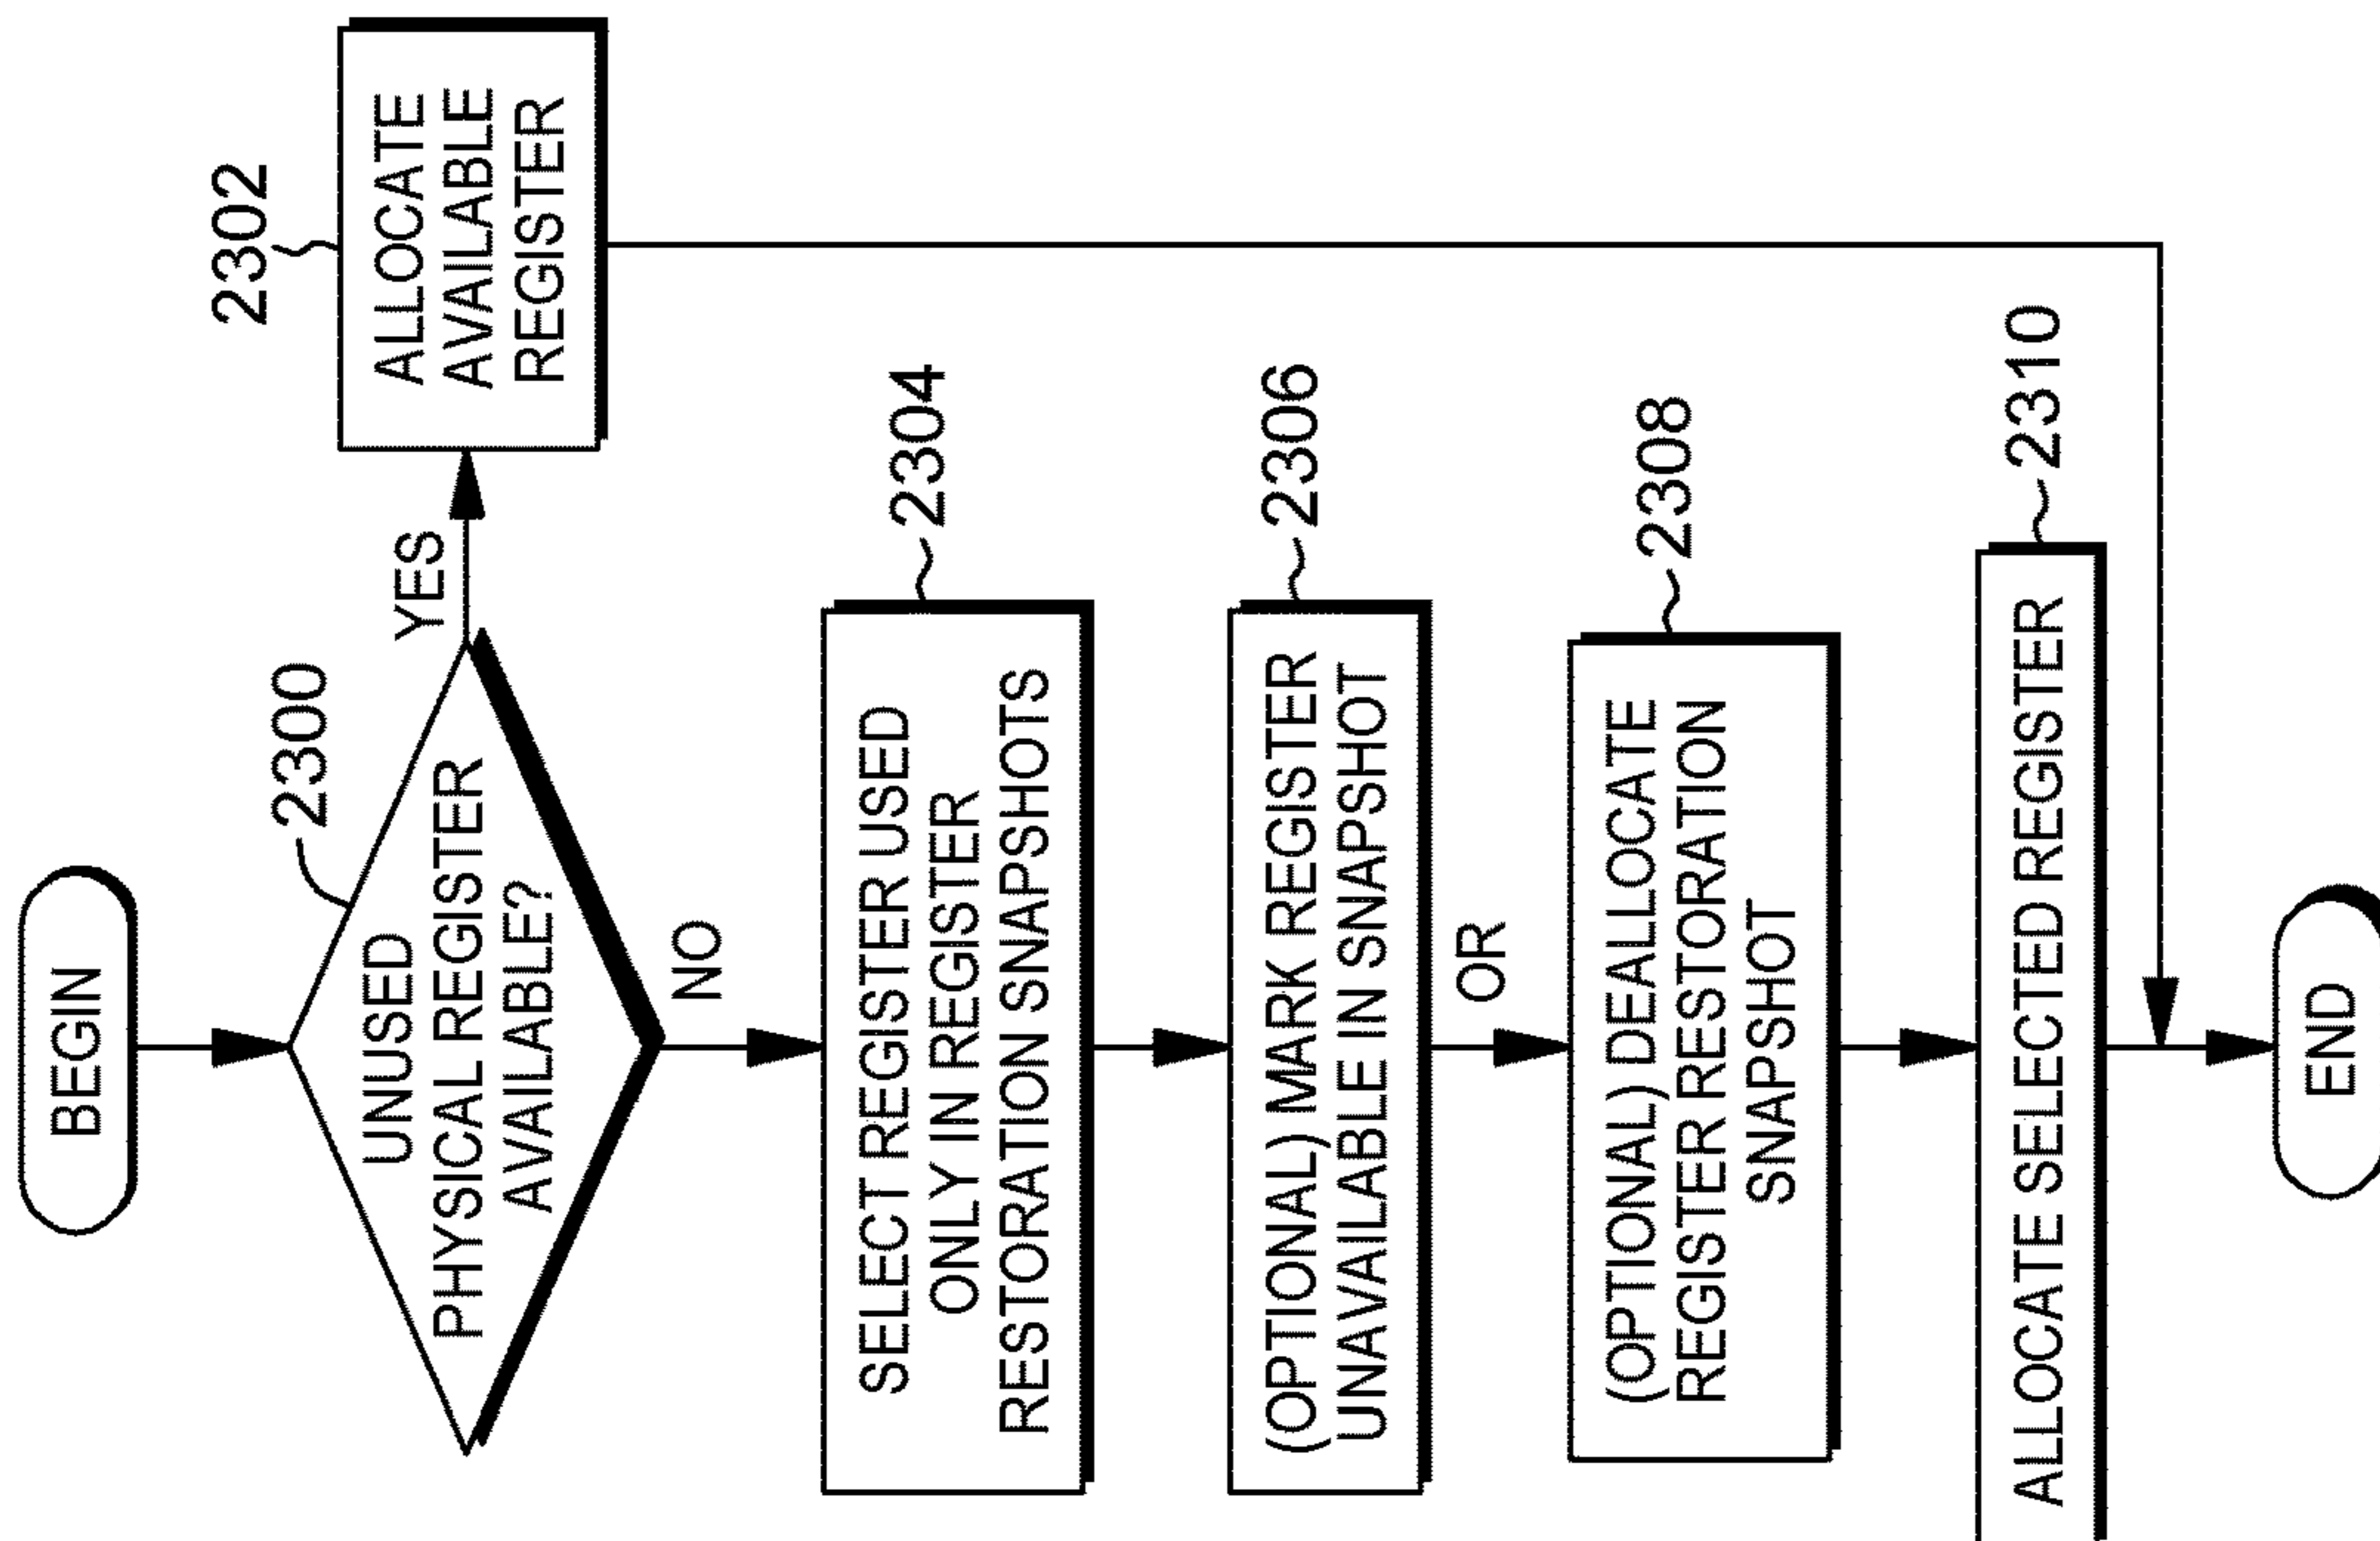 BEGIN
2300
UNUSED
PHYSICAL REGISTER
AVAILABLE?
YES
2302
ALLOCATE
AVAILABLE
REGISTER
NO
2304
SELECT REGISTER USED
ONLY IN REGISTER
RESTORATION SNAPSHOTS
2306
(OPTIONAL) MARK REGISTER
UNAVAILABLE IN SNAPSHOT
OR
2308
(OPTIONAL) DEALLOCATE
REGISTER RESTORATION
SNAPSHOT
2310
ALLOCATE SELECTED REGISTER
END